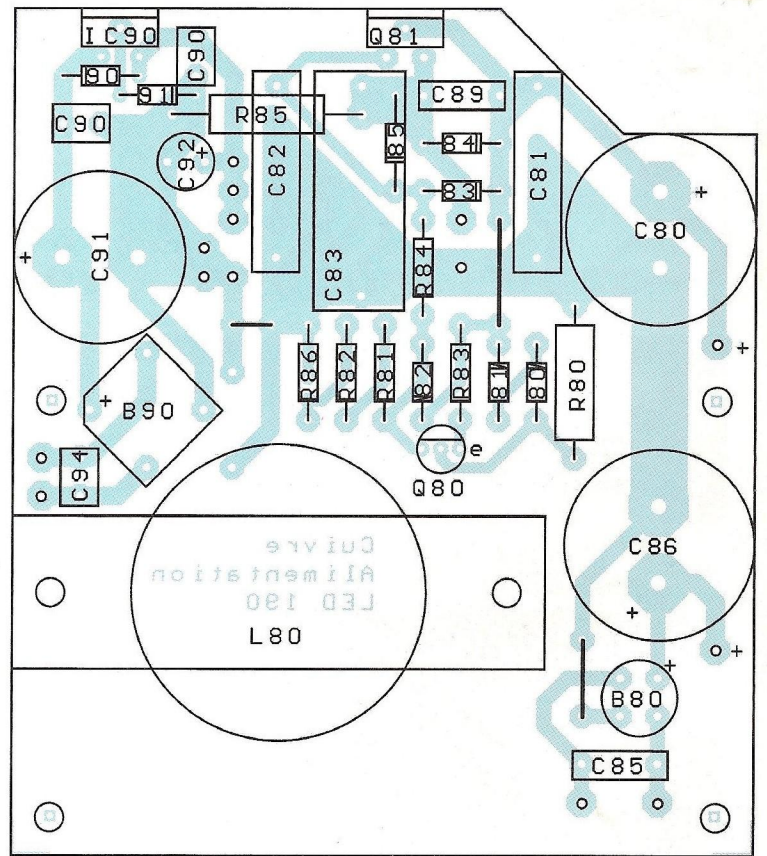 IC90
C90
Q81
90
91
C90
R85
C89
85
84
C92
C82
83
C81
C80
C91
C83
R84
R86
R82
R81
82
R83
81
80
R80
B90
e
C94
Q80
Cuivre
Alimentation
LED 190
C86
L80
B80
C85